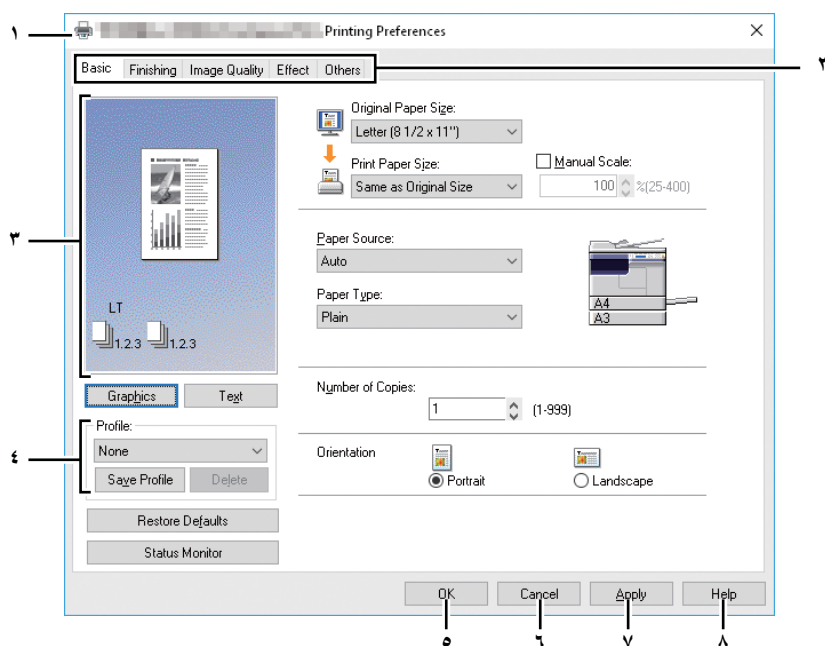 ١
Printing Preferences
Basic Finishing Image Quality Effect Others
٢
٣
LT
1.2.3 1.2.3
Graphics Text
Profile:
None
٤
Save Profile Delete
Restore Defaults
Status Monitor
Original Paper Size:
Letter (8 1/2 x 11")
Print Paper Size:
Same as Original Size
Manual Scale:
100 %(25-400)
Paper Source:
Auto
Paper Type:
Plain
A4
A3
Number of Copies:
1 (1-999)
Orientation
Portrait Landscape
OK Cancel Apply Help
٥ ٦ ٧ ٨